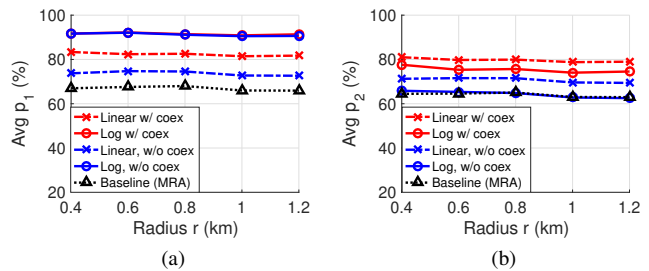 100
80
60
40
20
Avg p1 (%)
Linear w/ coex
Log w/ coex
Linear, w/o coex
Log, w/o coex
Baseline (MRA)
0.4 0.6 0.8 1 1.2
Radius r (km)
(a)
100
80
60
40
20
Avg p2 (%)
Linear w/ coex
Log w/ coex
Linear, w/o coex
Log, w/o coex
Baseline (MRA)
0.4 0.6 0.8 1 1.2
Radius r (km)
(b)